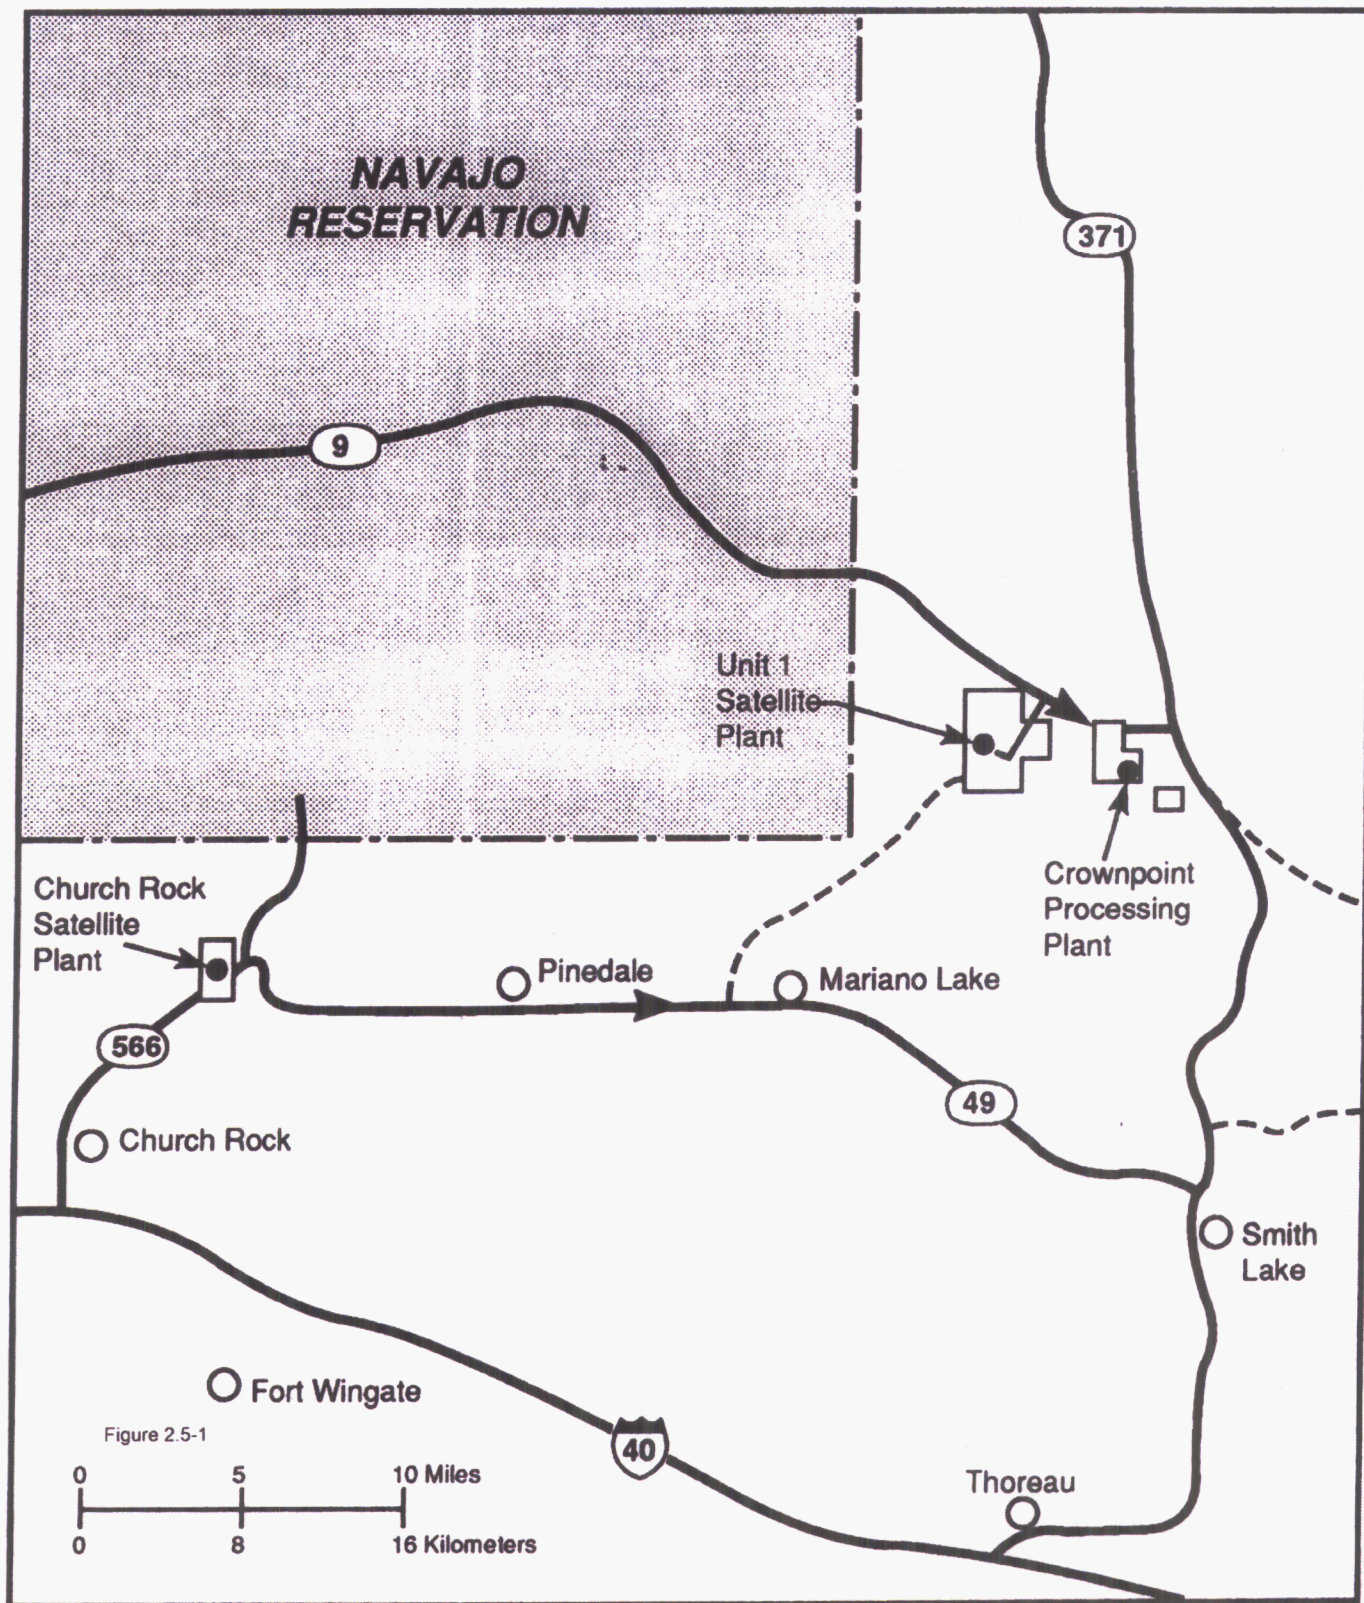 NAVAJO
RESERVATION
371
9
Unit 1
Satellite
Plant
Crownpoint
Processing
Plant
Church Rock
Satellite
Plant
Pinedale
Mariano Lake
566
49
Church Rock
Smith
Lake
Fort Wingate
Figure 2.5-1
40
Thoreau
0 5 10 Miles
0 8 16 Kilometers